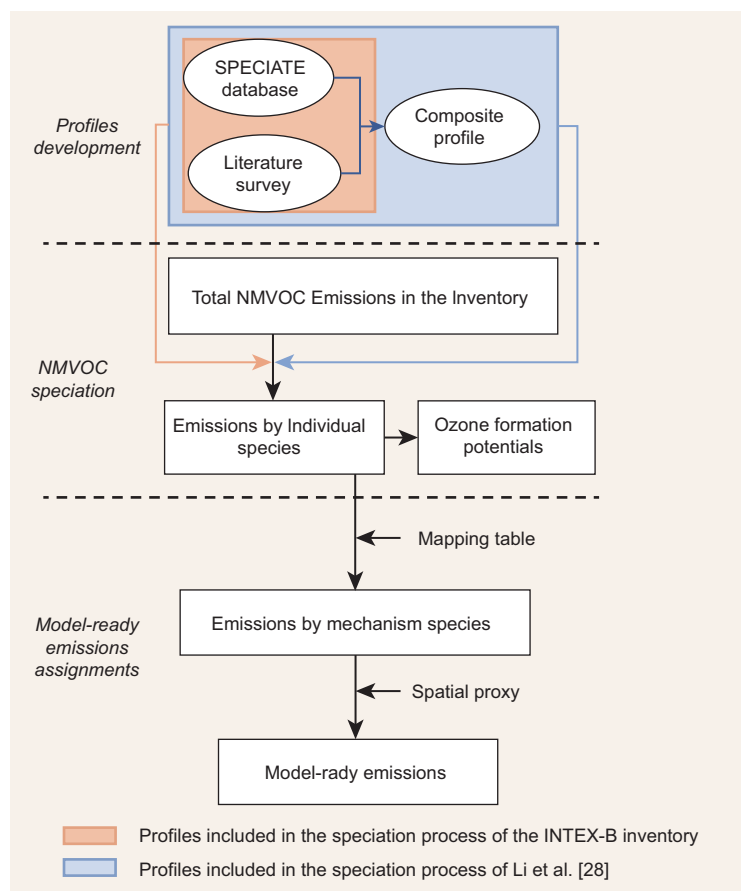 Profiles
development
SPECIATE
database
Literature
survey
Composite
profile
NMVOC
speciation
Total NMVOC Emissions in the Inventory
Emissions by Individual
species
Ozone formation
potentials
Model-ready
emissions
assignments
Mapping table
Emissions by mechanism species
Spatial proxy
Model-rady emissions
Profiles included in the speciation process of the INTEX-B inventory
Profiles included in the speciation process of Li et al. [28]